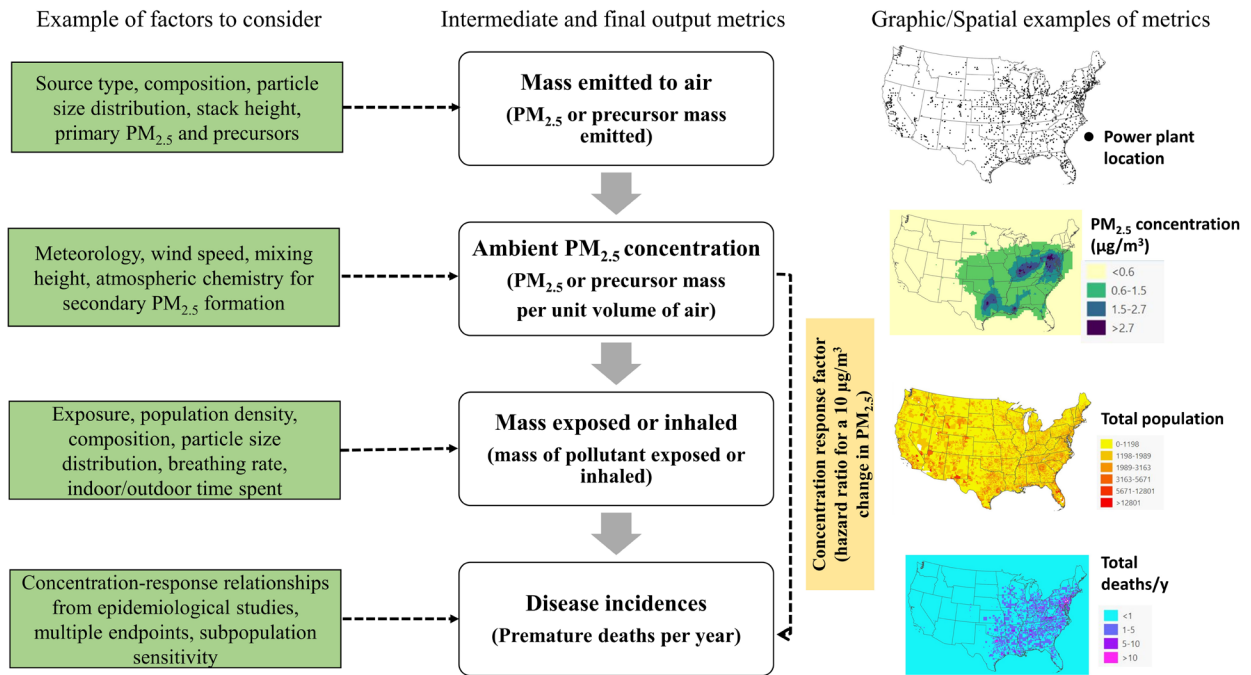 Example of factors to consider
Intermediate and final output metrics
Graphic/Spatial examples of metrics
Source type, composition, particle
size distribution, stack height,
primary PM2.5 and precursors
Mass emitted to air
(PM2.5 or precursor mass
emitted)
Power plant
location
Meteorology, wind speed, mixing
height, atmospheric chemistry for
secondary PM2.5 formation
Ambient PM2.5 concentration
(PM2.5 or precursor mass
per unit volume of air)
PM2.5 concentration
(µg/m3)
<0.6
0.6-1.5
1.5-2.7
>2.7
Concentration response factor
(hazard ratio for a 10 µg/m3
change in PM2.5)
Exposure, population density,
composition, particle size
distribution, breathing rate,
indoor/outdoor time spent
Mass exposed or inhaled
(mass of pollutant exposed or
inhaled)
Total population
0-1198
1198-1989
1989-3163
3163-5671
5671-12801
>12801
Concentration-response relationships
from epidemiological studies,
multiple endpoints, subpopulation
sensitivity
Disease incidences
(Premature deaths per year)
Total
deaths/y
<1
1-5
5-10
>10